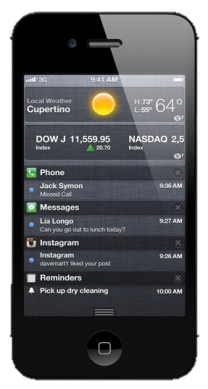 3G 9:41 AM
Local Weather
Cupertino
H: 73° L: 55° 64°
DOW J 11,559.95
Index 20.70
NASDAQ 2,5
Index
Phone
Jack Symon
Missed Call 9:36 AM
Messages
Lia Longo
Can you go out to lunch today? 9:27 AM
Instagram
Instagram
davemart1 liked your post 9:26 AM
Reminders
Pick up dry cleaning 10:00 AM